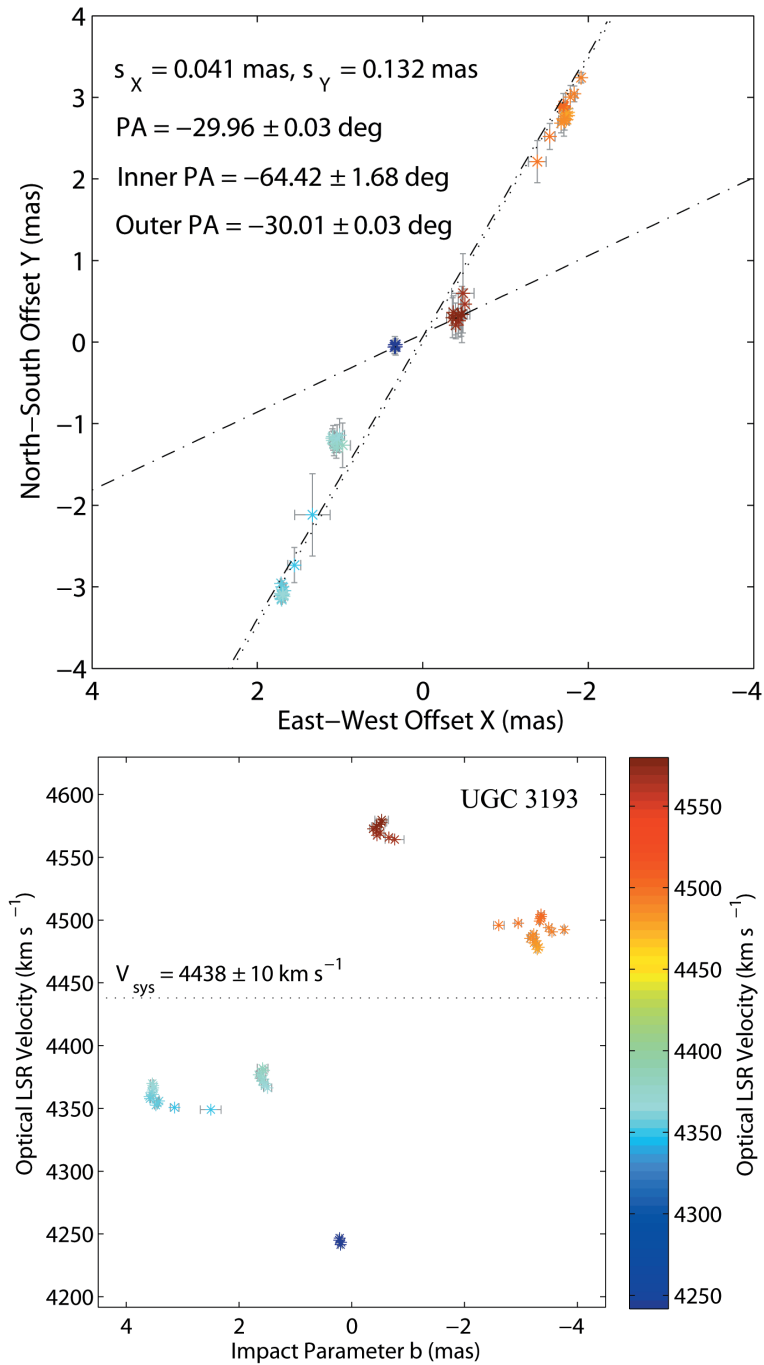 4
3
2
1
0
−1
−2
−3
−4
North−South Offset Y (mas)
s X = 0.041 mas, s Y = 0.132 mas
PA = −29.96 ± 0.03 deg
Inner PA = −64.42 ± 1.68 deg
Outer PA = −30.01 ± 0.03 deg
4 2 0 −2 −4
East−West Offset X (mas)
4600
4550
4500
4450
4400
4350
4300
4250
4200
Optical LSR Velocity (km s −1)
UGC 3193
V sys = 4438 ± 10 km s−1
4 2 0 −2 −4
Impact Parameter b (mas)
4550
4500
4450
4400
4350
4300
4250
Optical LSR Velocity (km s −1)